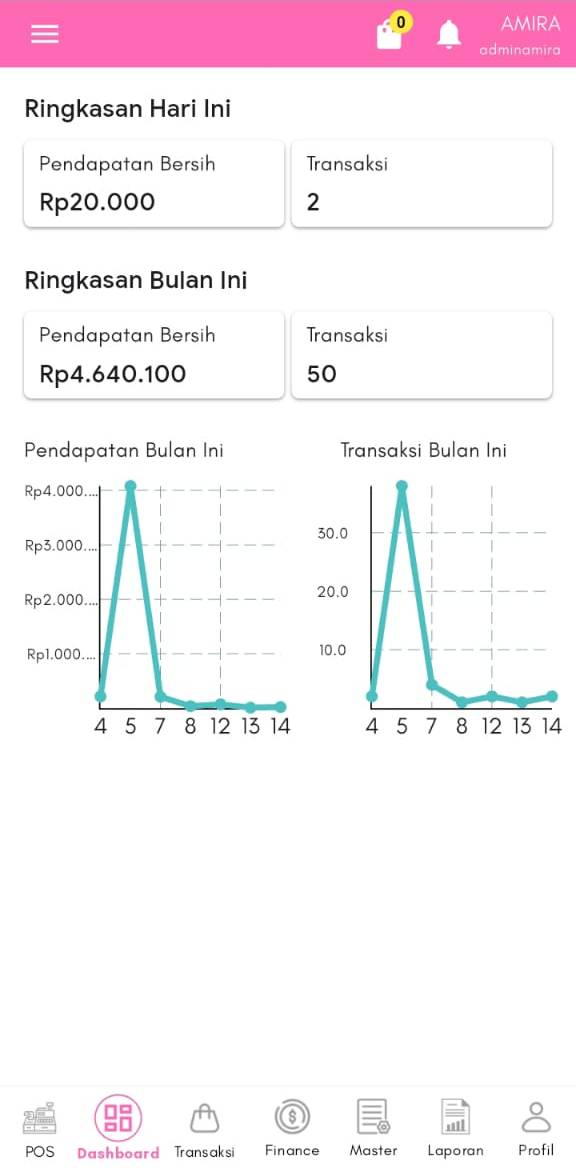 0
AMIRA
adminamira
Ringkasan Hari Ini
Pendapatan Bersih
Rp20.000
Transaksi
2
Ringkasan Bulan Ini
Pendapatan Bersih
Rp4.640.100
Transaksi
50
Pendapatan Bulan Ini
Rp4.000....
Rp3.000....
Rp2.000....
Rp1.000....
4 5 7 8 12 13 14
Transaksi Bulan Ini
30.0
20.0
10.0
4 5 7 8 12 13 14
POS
Dashboard
Transaksi
Finance
Master
Laporan
Profil